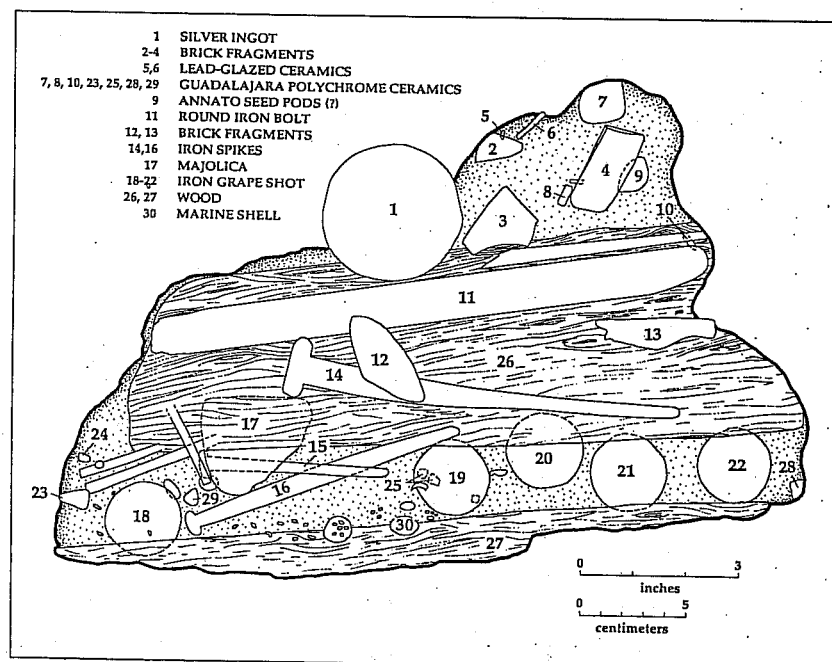 1 SILVER INGOT
2-4 BRICK FRAGMENTS
5,6 LEAD-GLAZED CERAMICS
7, 8, 10, 23, 25, 28, 29 GUADALAJARA POLYCHROME CERAMICS
9 ANNATO SEED PODS (?)
11 ROUND IRON BOLT
12, 13 BRICK FRAGMENTS
14,16 IRON SPIKES
17 MAJOLICA
18-22 IRON GRAPE SHOT
26, 27 WOOD
30 MARINE SHELL
7
5
6
2
4
9
8
1
3
10
11
13
12
26
14
17
24
15
20
19
21
22
25
28
23
29
16
18
30
27
0 3
inches
0 5
centimeters